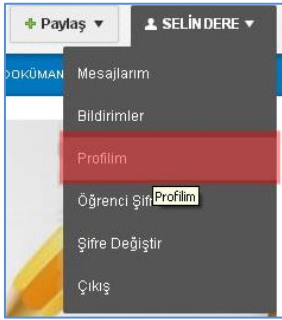 Paylaş
SELİN DERE
DOKÜMAN
Mesajlarım
Bildirimler
Profilim
Öğrenci Şifr
Profilim
Şifre Değiştir
Çıkış